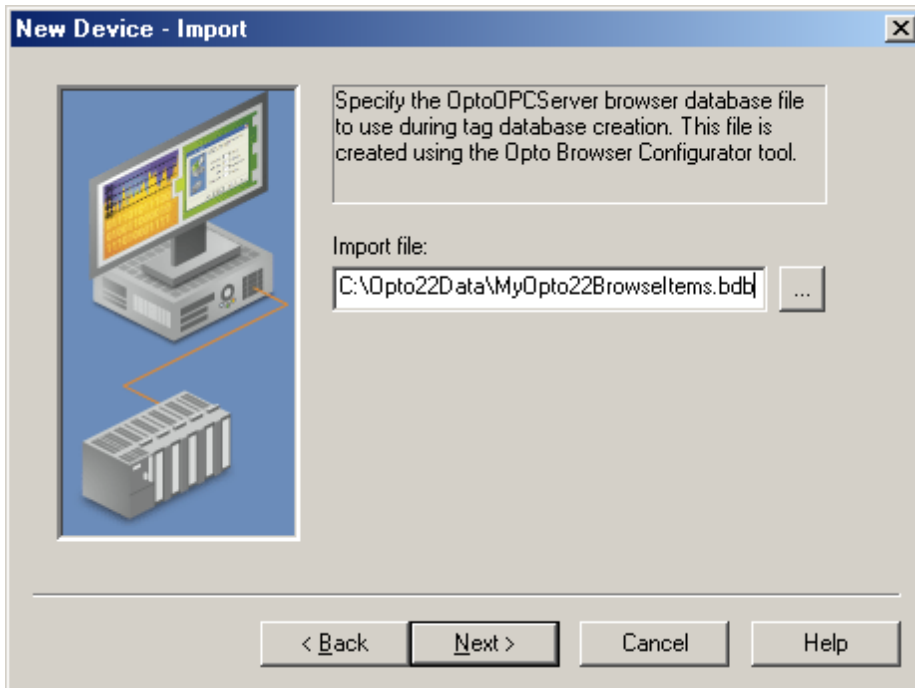 New Device - Import
Specify the OptoOPCServer browser database file
to use during tag database creation. This file is
created using the Opto Browser Configurator tool.
Import file:
C:\Opto22Data\MyOpto22BrowseItems.bdb
...
< Back
Next >
Cancel
Help